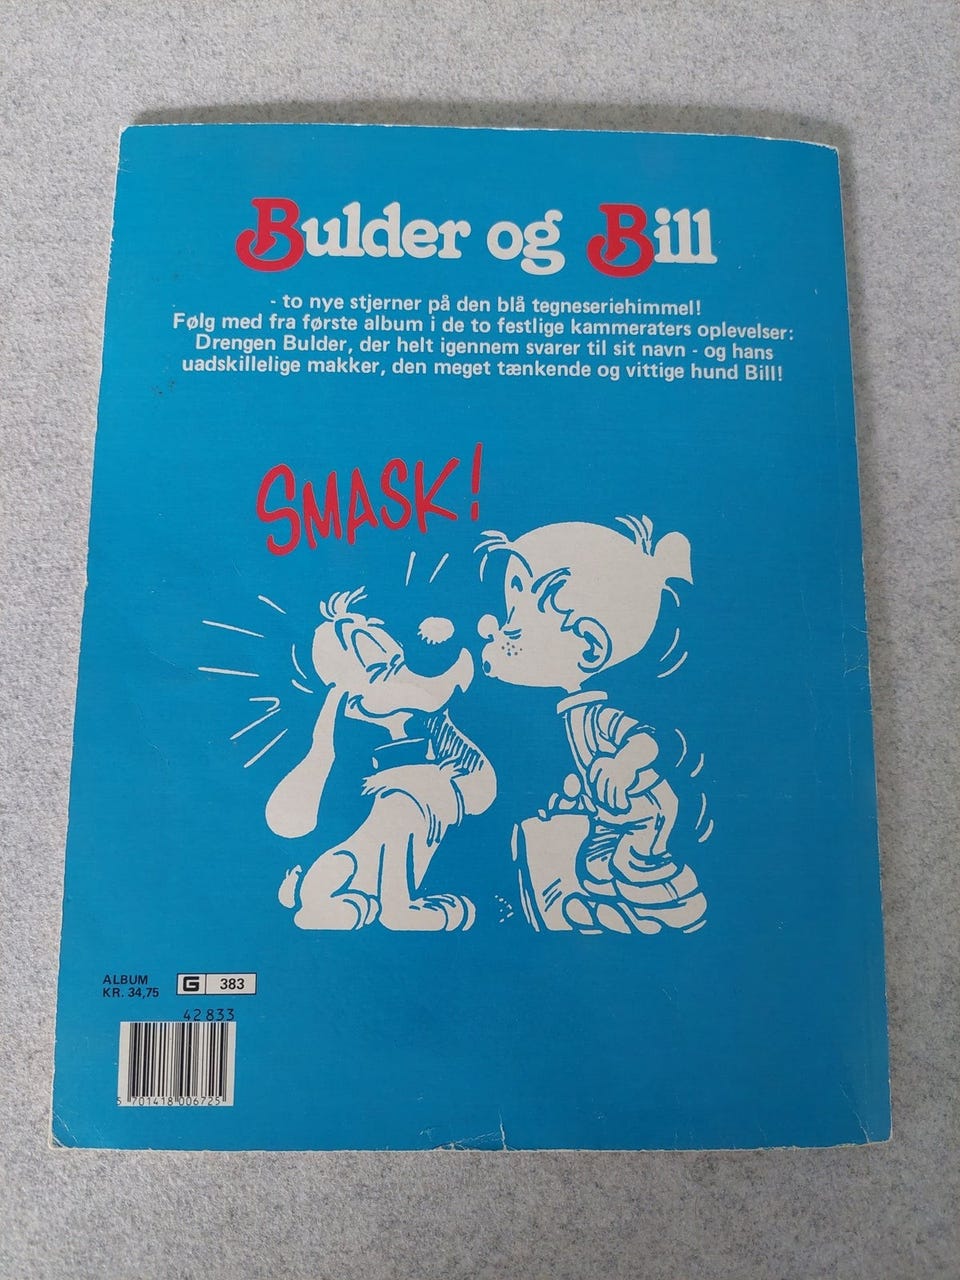 Bulder og Bill
- to nye stjerner på den blå tegneseriehimmel!
Følg med fra første album i de to festlige kammeraters oplevelser:
Drengen Bulder, der helt igennem svarer til sit navn - og hans
uadskillelige makker, den meget tænkende og vittige hund Bill!
SMASK!
ALBUM
KR. 34,75
G 383
42833
5 701418 006725